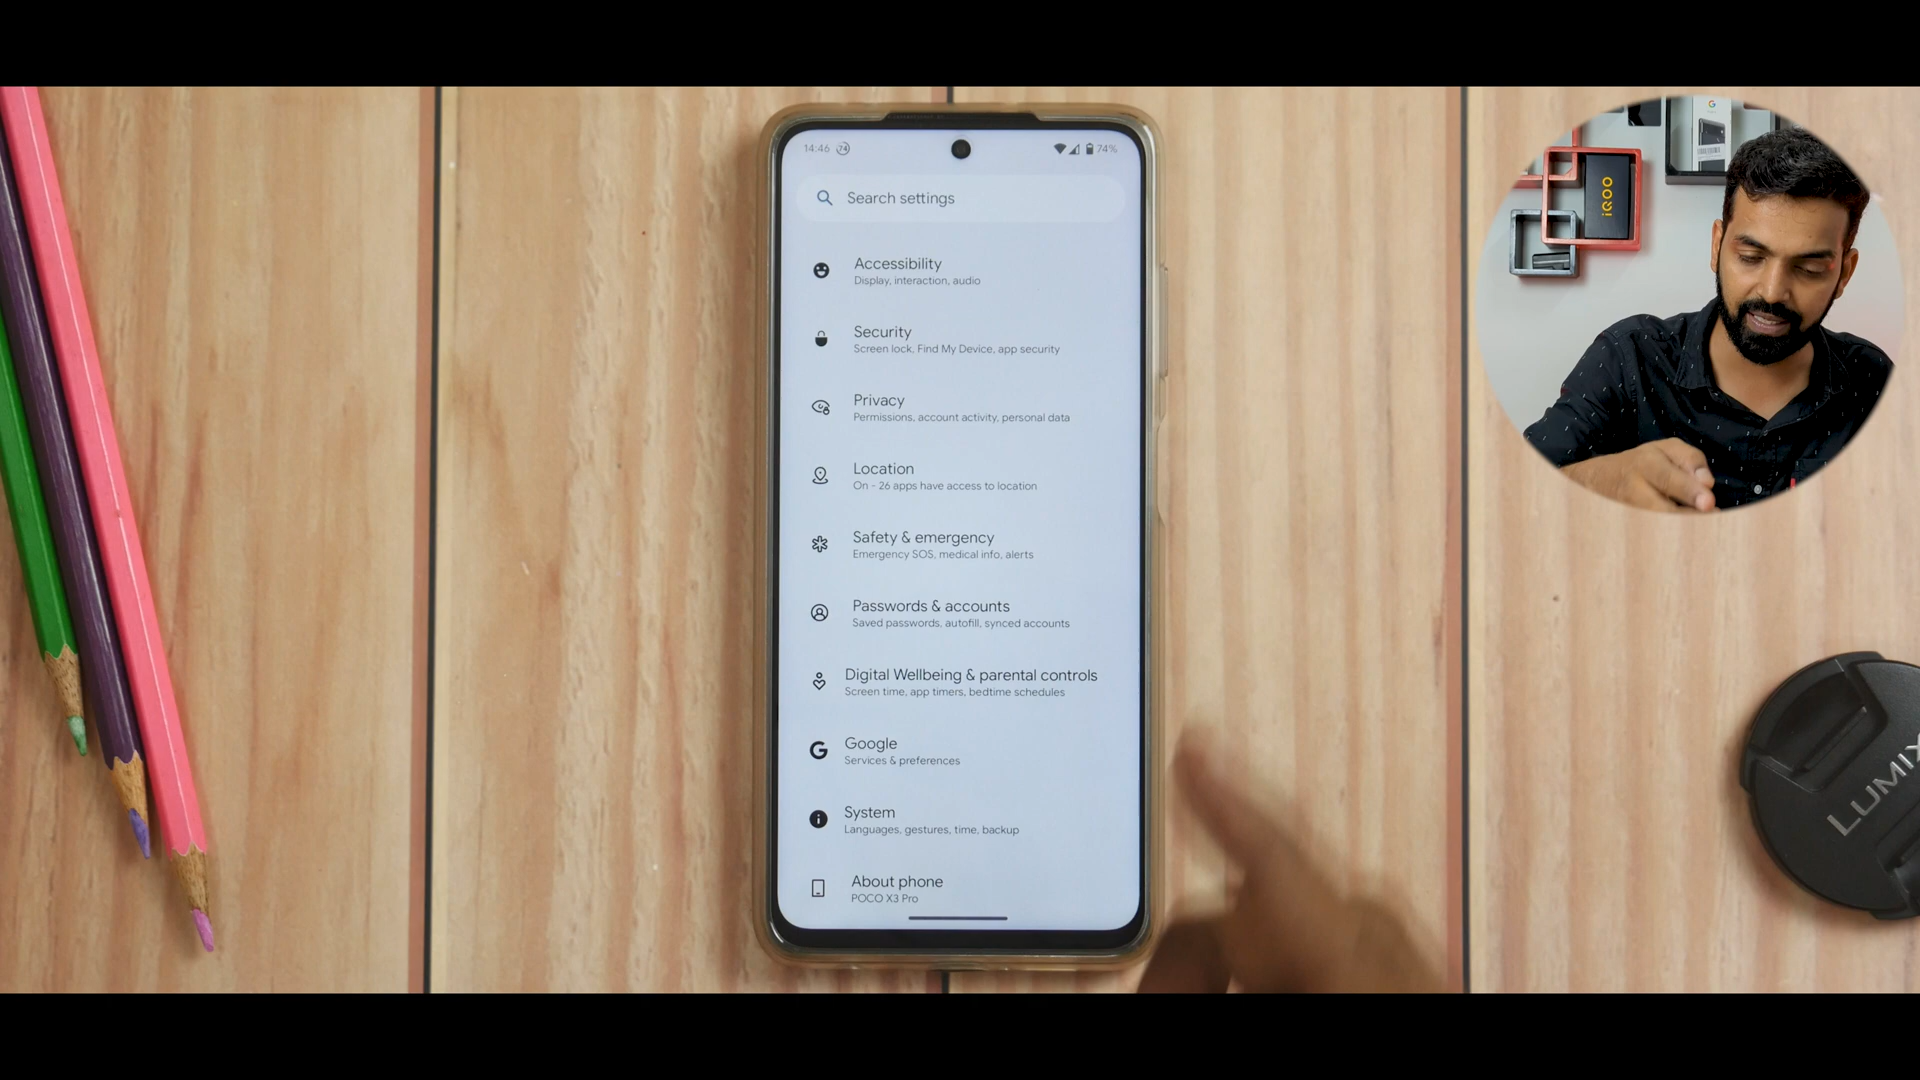 14:46 74 74%
Search settings
Accessibility
Display, interaction, audio
Security
Screen lock, Find My Device, app security
Privacy
Permissions, account activity, personal data
Location
On - 26 apps have access to location
Safety & emergency
Emergency SOS, medical info, alerts
Passwords & accounts
Saved passwords, autofill, synced accounts
Digital Wellbeing & parental controls
Screen time, app timers, bedtime schedules
Google
Services & preferences
System
Languages, gestures, time, backup
About phone
POCO X3 Pro
iQOO
G
LUMIX